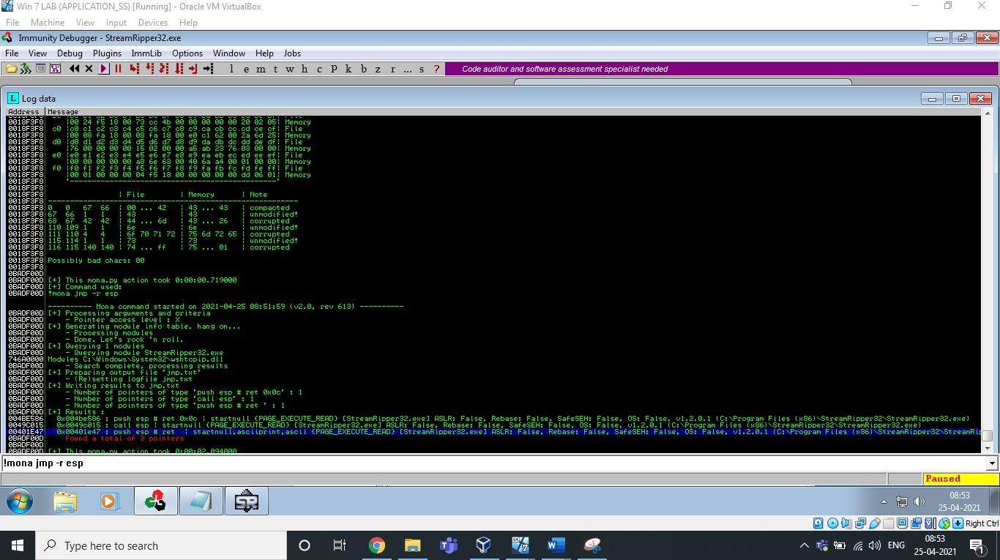 Win 7 LAB (APPLICATION_SS) [Running] - Oracle VM VirtualBox
File Machine View Input Devices Help
Immunity Debugger - StreamRipper32.exe
File View Debug Plugins ImmLib Options Window Help Jobs
l e m t w h c P k b z r ... s ?
Code auditor and software assessment specialist needed
L Log data
Address Message
0018F3F8 |00 24 f5 18 00 73 cc 4b 00 00 00 00 00 20 02 05| Memory
0018F3F8 c0 |c0 c1 c2 c3 c4 c5 c6 c7 c8 c9 ca cb cc cd ce cf| File
0018F3F8 |00 08 fa 18 00 08 fa 18 00 e0 c1 62 00 2a 6d 25| Memory
0018F3F8 d0 |d0 d1 d2 d3 d4 d5 d6 d7 d8 d9 da db dc dd de df| File
0018F3F8 |76 00 00 00 00 15 02 00 00 a5 ab 23 76 03 00 00| Memory
0018F3F8 e0 |e0 e1 e2 e3 e4 e5 e6 e7 e8 e9 ea eb ec ed ee ef| File
0018F3F8 |00 00 00 00 00 a8 6e 63 00 40 6a a4 00 01 00 00| Memory
0018F3F8 f0 |f0 f1 f2 f3 f4 f5 f6 f7 f8 f9 fa fb fc fd fe ff| File
0018F3F8 |00 01 00 00 00 04 f5 18 00 00 00 00 00 dd 06 01| Memory
0018F3F8 `-----------------------------------------------'
0018F3F8
0018F3F8 | File | Memory | Note
0018F3F8 ---------------------------------------------------------
0018F3F8 0 0 67 66 | 00 ... 42 | 43 ... 43 | compacted
0018F3F8 67 66 1 1 | 43 | 43 | unmodified!
0018F3F8 68 67 42 42 | 44 ... 6d | 43 ... 26 | corrupted
0018F3F8 110 109 1 1 | 6e | 6e | unmodified!
0018F3F8 111 110 4 4 | 6f 70 71 72 | 75 6d 72 65 | corrupted
0018F3F8 115 114 1 1 | 73 | 73 | unmodified!
0018F3F8 116 115 140 140 | 74 ... ff | 75 ... 01 | corrupted
0018F3F8
0018F3F8 Possibly bad chars: 00
0018F3F8
0BADF00D
0BADF00D [+] This mona.py action took 0:00:00.719000
0BADF00D [+] Command used:
0BADF00D !mona jmp -r esp
---------- Mona command started on 2021-04-25 08:51:59 (v2.0, rev 613) ----------
0BADF00D [+] Processing arguments and criteria
0BADF00D - Pointer access level : X
0BADF00D [+] Generating module info table, hang on...
0BADF00D - Processing modules
0BADF00D - Done. Let's rock 'n roll.
0BADF00D [+] Querying 1 modules
0BADF00D - Querying module StreamRipper32.exe
746A0000 Modules C:\Windows\System32\wshtcpip.dll
0BADF00D - Search complete, processing results
0BADF00D [+] Preparing output file 'jmp.txt'
0BADF00D - (Re)setting logfile jmp.txt
0BADF00D [+] Writing results to jmp.txt
0BADF00D - Number of pointers of type 'push esp # ret 0x0c' : 1
0BADF00D - Number of pointers of type 'call esp' : 1
0BADF00D - Number of pointers of type 'push esp # ret ' : 1
0BADF00D [+] Results :
004BE586 0x004be586 : push esp # ret 0x0c | startnull {PAGE_EXECUTE_READ} [StreamRipper32.exe] ASLR: False, Rebase: False, SafeSEH: False, OS: False, v1.2.0.1 (C:\Program Files (x86)\StreamRipper32\StreamRipper32.exe)
0049C015 0x0049c015 : call esp | startnull {PAGE_EXECUTE_READ} [StreamRipper32.exe] ASLR: False, Rebase: False, SafeSEH: False, OS: False, v1.2.0.1 (C:\Program Files (x86)\StreamRipper32\StreamRipper32.exe)
00401E47 0x00401e47 : push esp # ret | startnull,asciiprint,ascii {PAGE_EXECUTE_READ} [StreamRipper32.exe] ASLR: False, Rebase: False, SafeSEH: False, OS: False, v1.2.0.1 (C:\Program Files (x86)\StreamRipper32\StreamRip
0BADF00D Found a total of 3 pointers
0BADF00D
0BADF00D [+] This mona.py action took 0:00:02.094000
!mona jmp -r esp
Paused
08:53
25-04-2021
Right Ctrl
Type here to search
ENG
08:53
25-04-2021
1